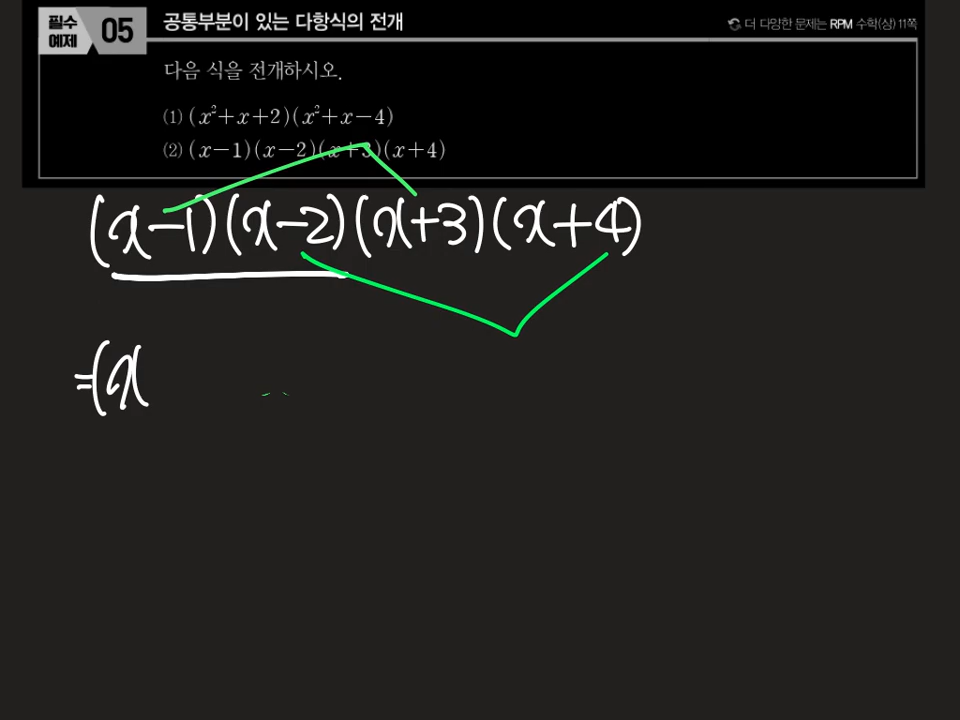 필수 예제 05 공통부분이 있는 다항식의 전개 더 다양한 문제는 RPM 수학(상) 11쪽
다음 식을 전개하시오.
(1) (x²+x+2)(x²+x-4)
(2) (x-1)(x-2)(x+3)(x+4)
(x-1)(x-2)(x+3)(x+4)
=(x